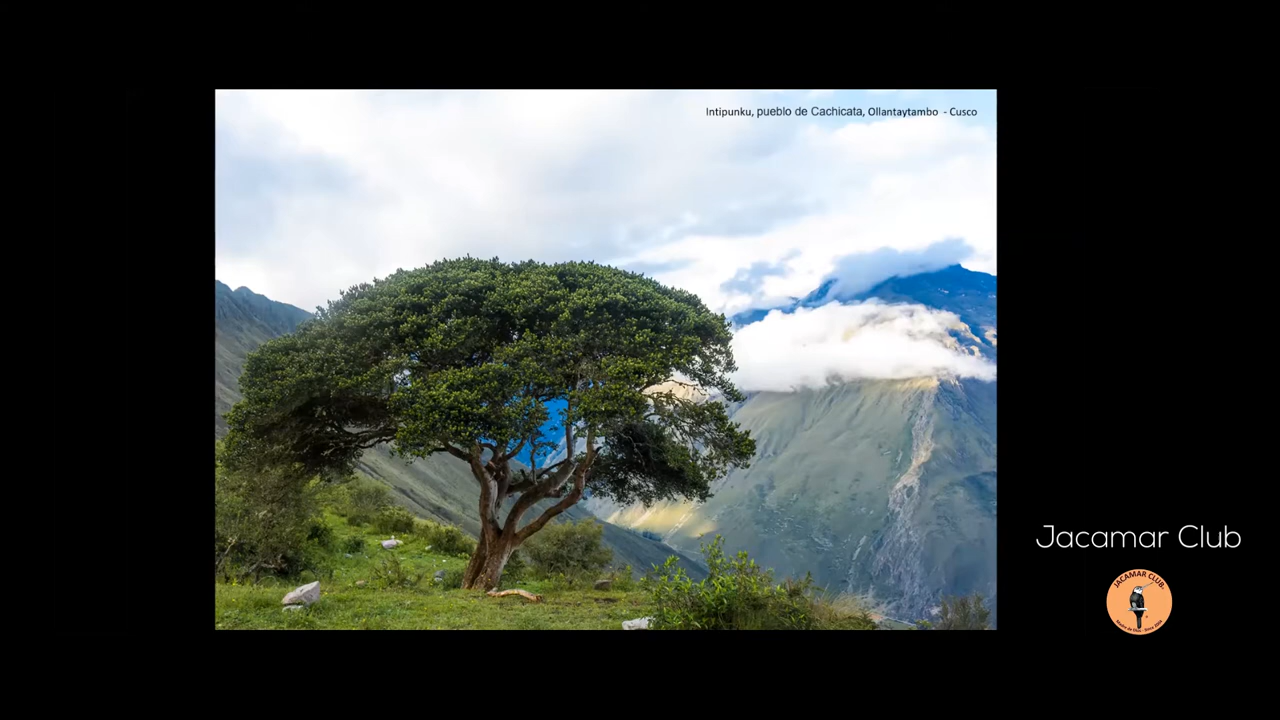 Intipunku, pueblo de Cachicata, Ollantaytambo - Cusco
Jacamar Club
JACAMAR CLUB